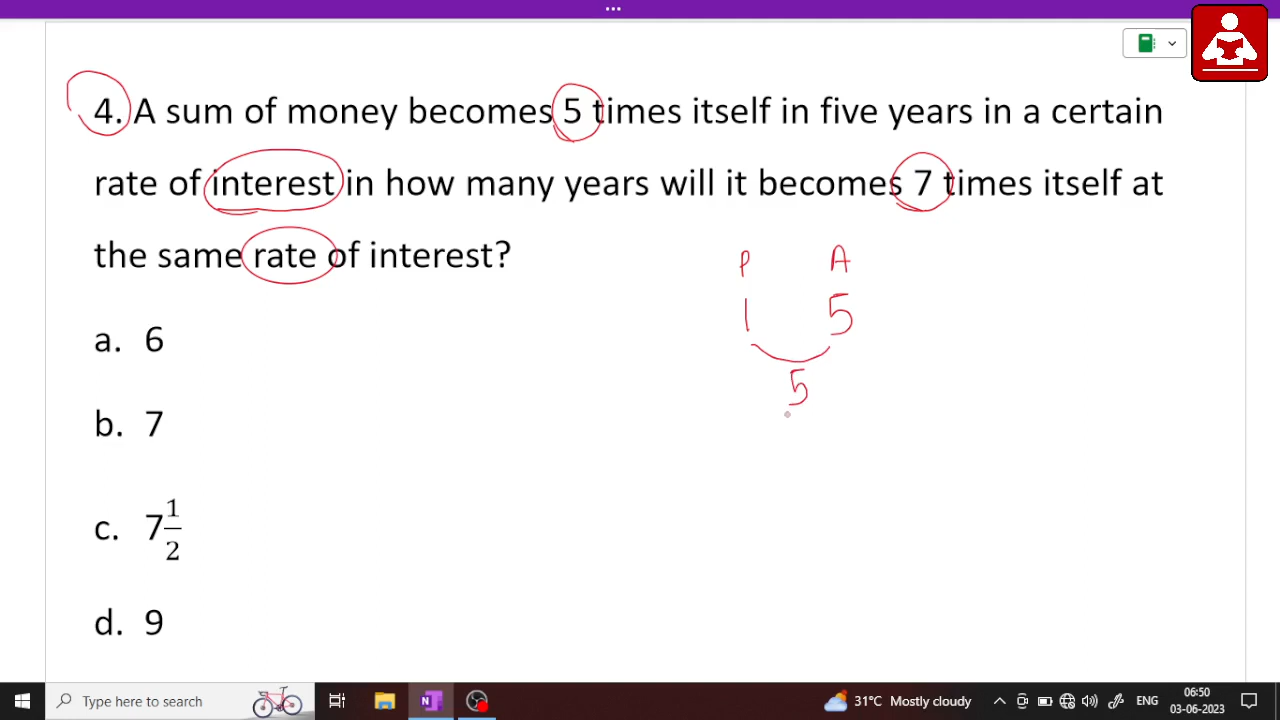 4. A sum of money becomes 5 times itself in five years in a certain
rate of interest in how many years will it becomes 7 times itself at
the same rate of interest?
P A
1 5
5
a. 6
b. 7
c. 7 1/2
d. 9
Type here to search
31°C Mostly cloudy
ENG
06:50
03-06-2023